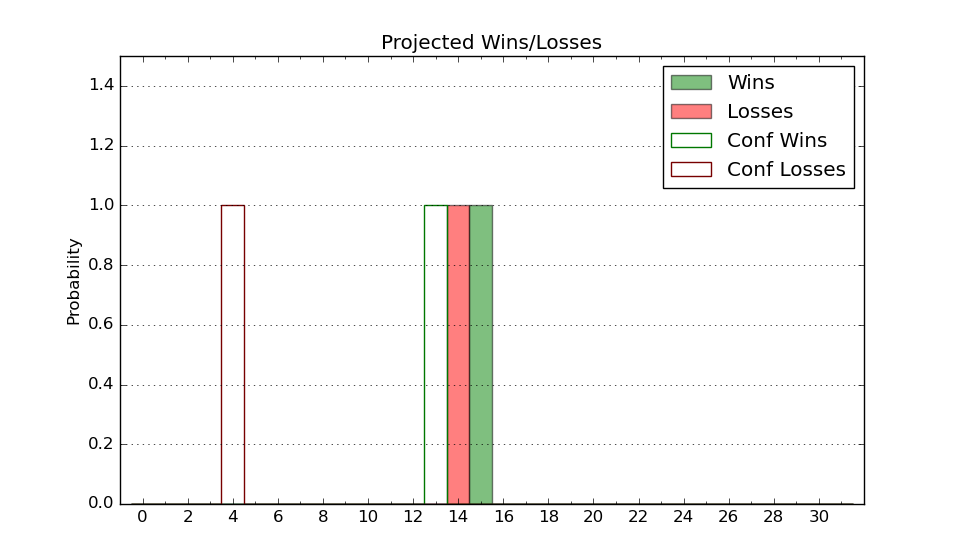 Projected Wins/Losses
Wins
Losses
Conf Wins
Conf Losses
Probability
1.4
1.2
1.0
0.8
0.6
0.4
0.2
0.0
0 2 4 6 8 10 12 14 16 18 20 22 24 26 28 30